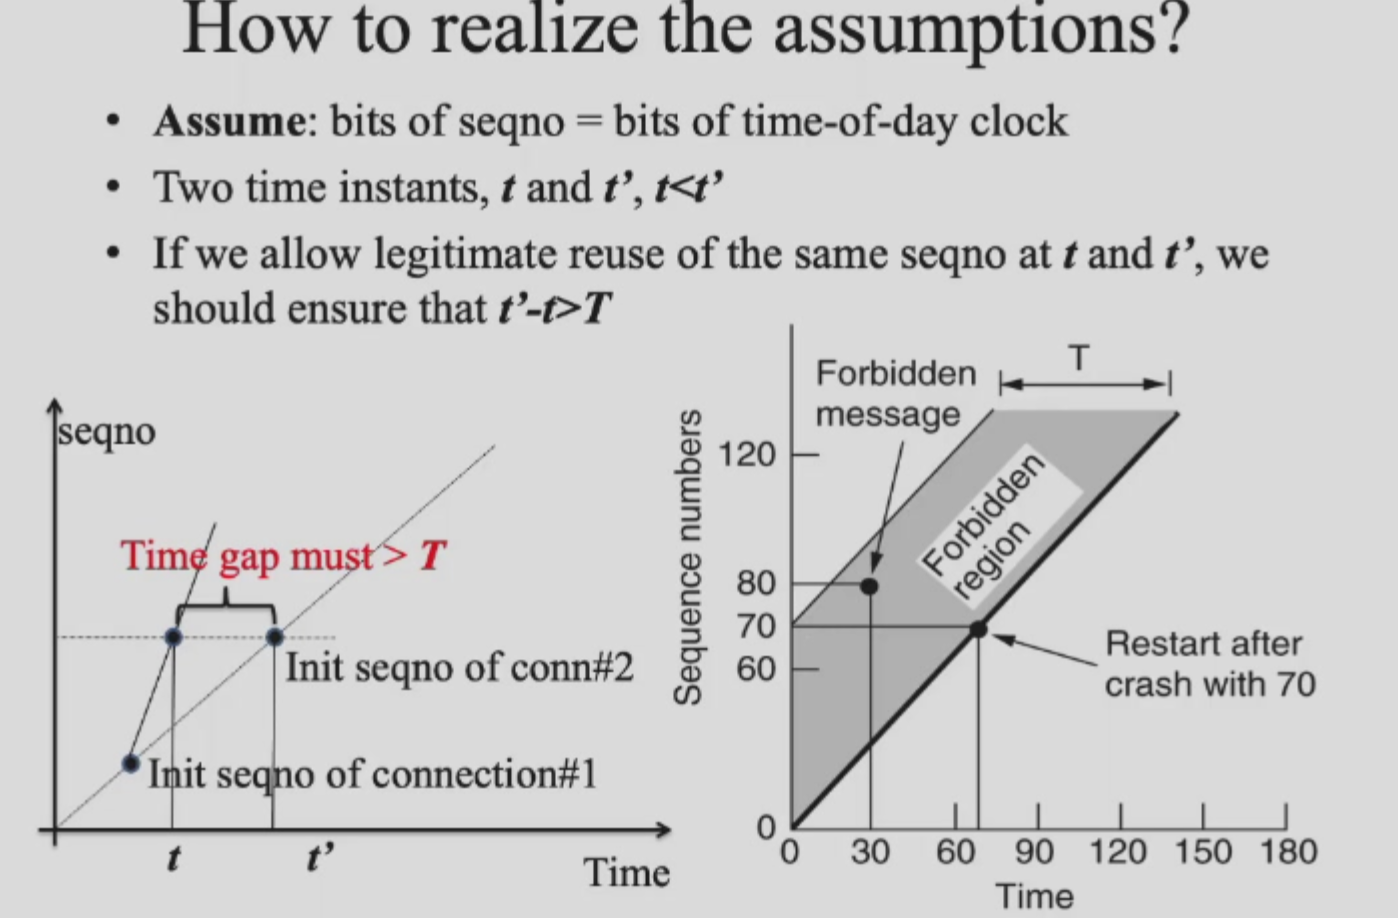 How to realize the assumptions?
• Assume: bits of seqno = bits of time-of-day clock
• Two time instants, t and t’, t<t’
• If we allow legitimate reuse of the same seqno at t and t’, we
should ensure that t’-t>T
seqno
Time gap must > T
Init seqno of conn#2
Init seqno of connection#1
t
t’
Time
Forbidden
message
T
Sequence numbers
120
80
70
60
0
Forbidden
region
Restart after
crash with 70
0 30 60 90 120 150 180
Time